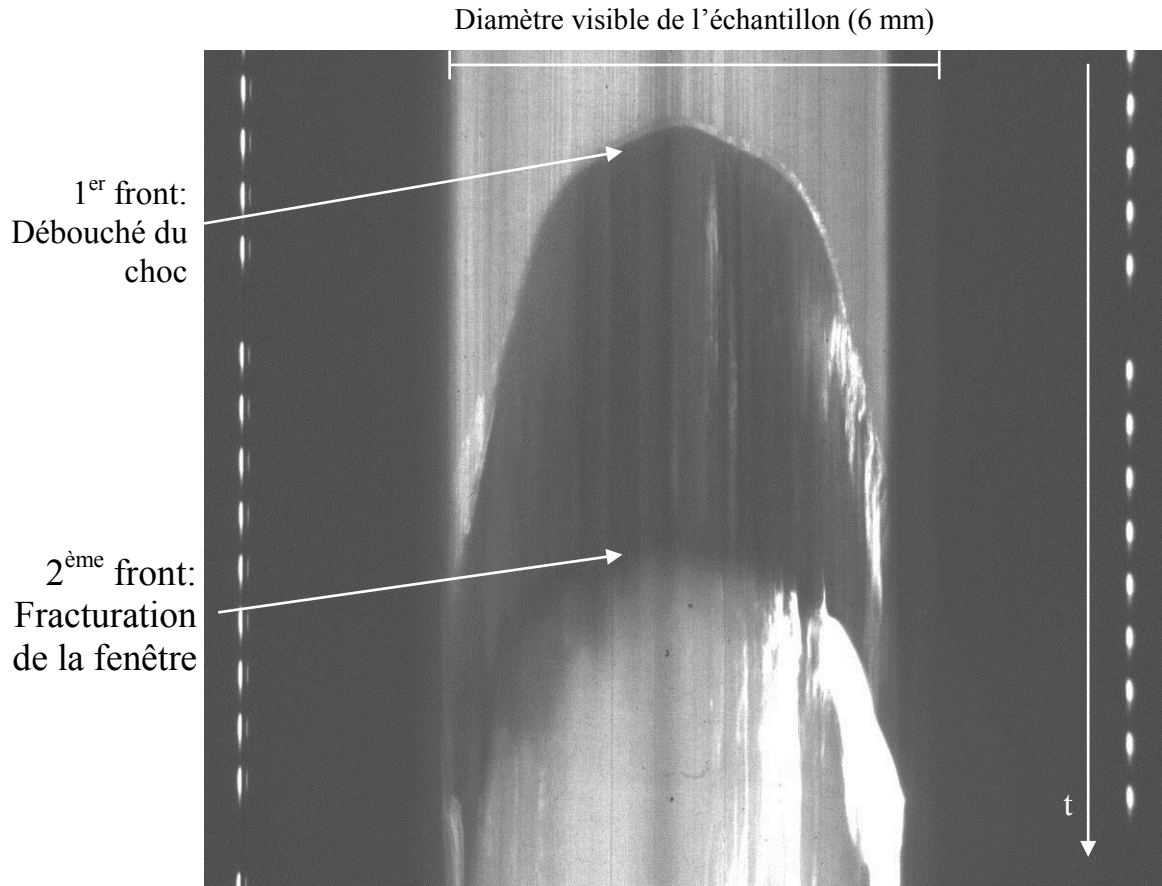 Diamètre visible de l’échantillon (6 mm)
1er front:
Débouché du
choc
2ème front:
Fracturation
de la fenêtre
t